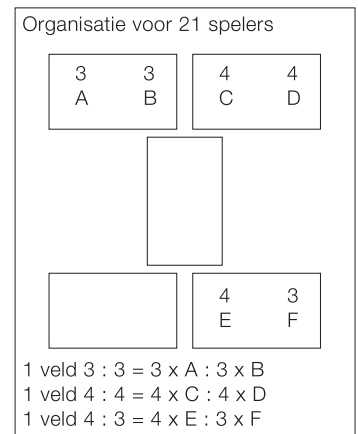 Organisatie voor 21 spelers
3 3 4 4
A B C D
4 3
E F
1 veld 3 : 3 = 3 x A : 3 x B
1 veld 4 : 4 = 4 x C : 4 x D
1 veld 4 : 3 = 4 x E : 3 x F